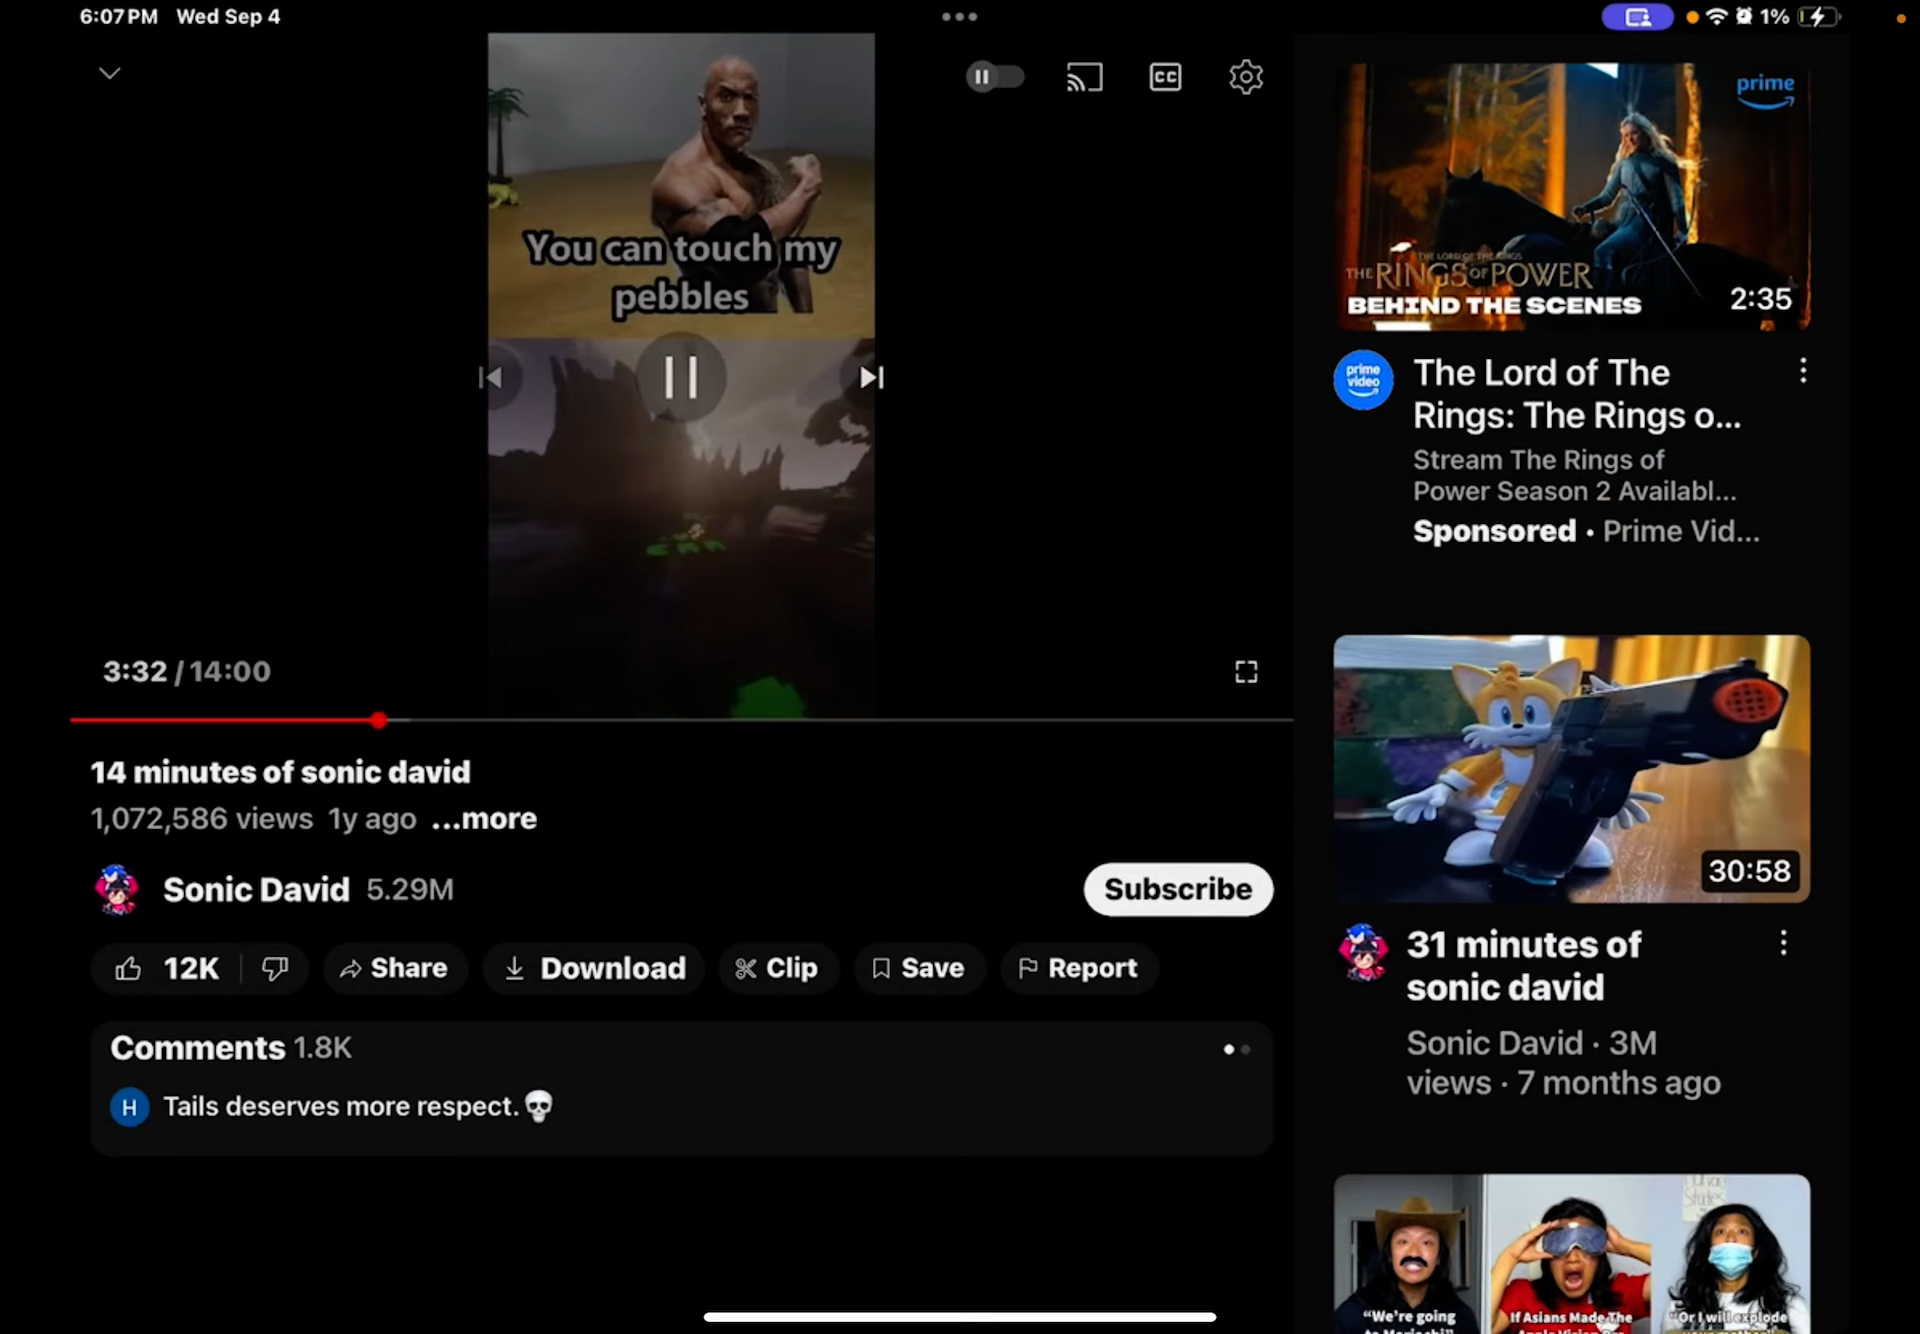 6:07 PM Wed Sep 4
1%
You can touch my
pebbles
3:32 / 14:00
14 minutes of sonic david
1,072,586 views 1y ago ...more
Sonic David 5.29M
Subscribe
12K
Share
Download
Clip
Save
Report
Comments 1.8K
H
Tails deserves more respect.💀
prime
THE LORD OF THE RINGS
THE RINGS OF POWER
BEHIND THE SCENES
2:35
prime
video
The Lord of The
Rings: The Rings o...
Stream The Rings of
Power Season 2 Availabl...
Sponsored • Prime Vid...
30:58
31 minutes of
sonic david
Sonic David · 3M
views · 7 months ago
"We're going
If Asians Made The
"Or I will explode